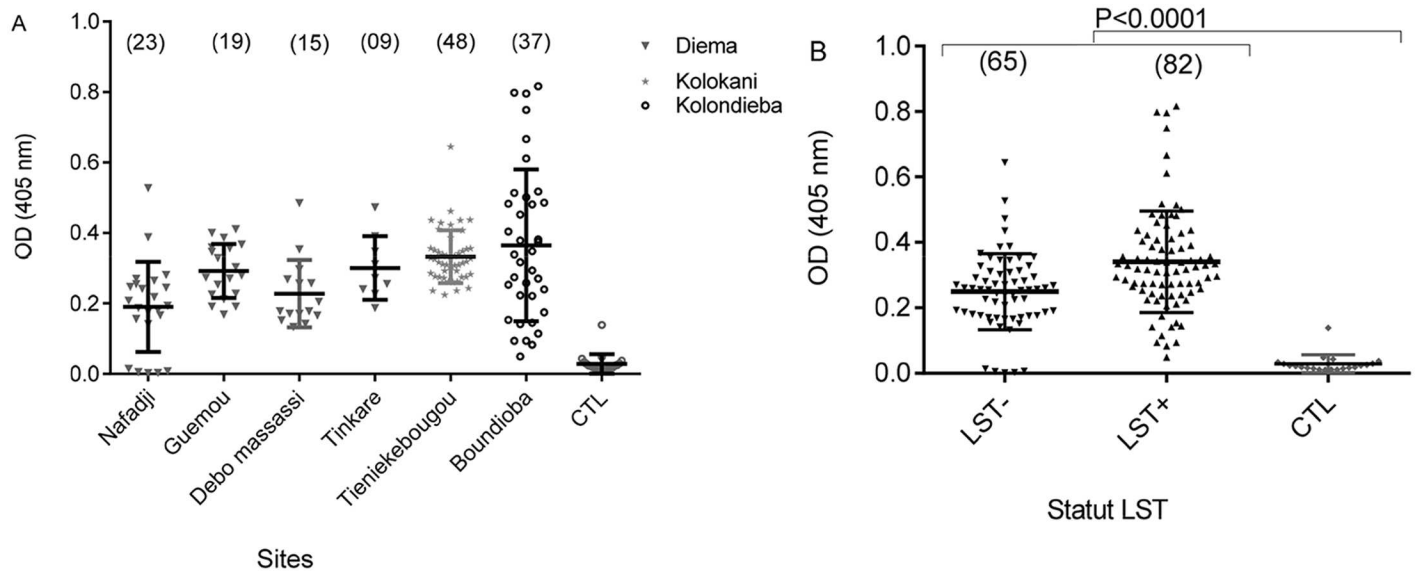 A
1.0
0.8
0.6
0.4
0.2
0.0
OD (405 nm)
(23) (19) (15) (09) (48) (37)
Nafadji
Guemou
Debo massassi
Tinkare
Tieniekebougou
Boundioba
CTL
Sites
Diema
Kolokani
Kolondieba
B
P<0.0001
1.0
0.8
0.6
0.4
0.2
0.0
OD (405 nm)
(65) (82)
LST-
LST+
CTL
Statut LST